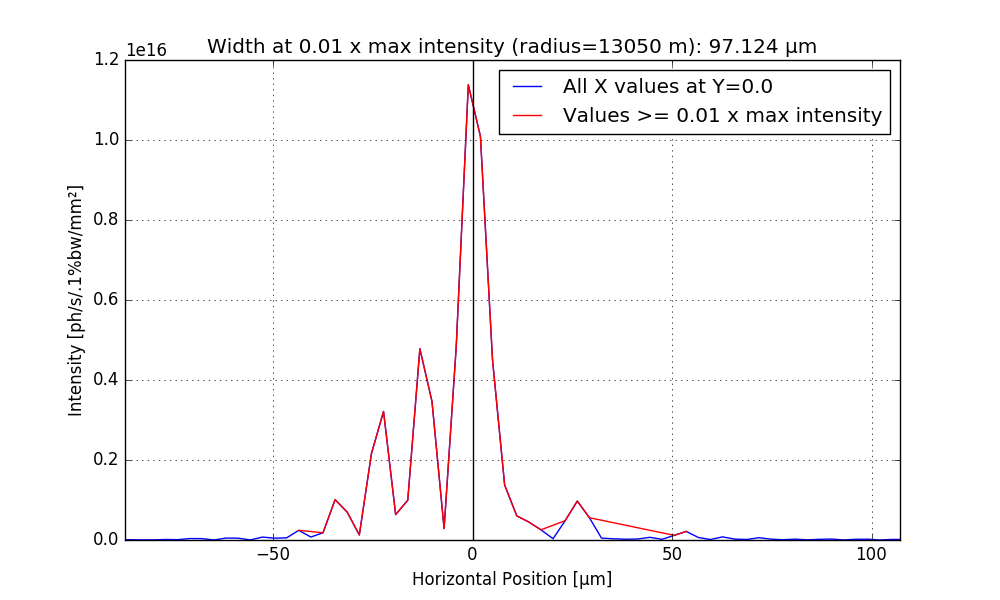 Width at 0.01 x max intensity (radius=13050 m): 97.124 μm
1e16
All X values at Y=0.0
Values >= 0.01 x max intensity
1.2
1.0
0.8
0.6
0.4
0.2
0.0
Intensity [ph/s/.1%bw/mm²]
−50
0
50
100
Horizontal Position [μm]